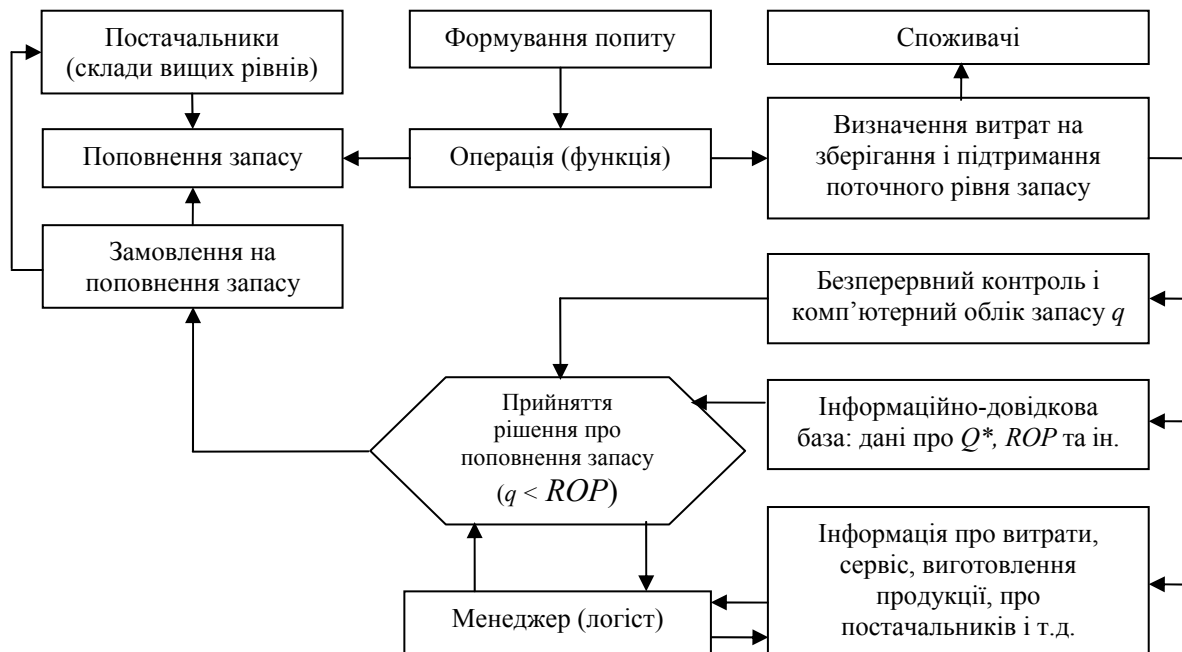 Постачальники
(склади вищих рівнів)
Формування попиту
Споживачі
Поповнення запасу
Операція (функція)
Визначення витрат на
зберігання і підтримання
поточного рівня запасу
Замовлення на
поповнення запасу
Безперервний контроль і
комп’ютерний облік запасу q
Прийняття
рішення про
поповнення запасу
(q < ROP)
Інформаційно-довідкова
база: дані про Q*, ROP та ін.
Менеджер (логіст)
Інформація про витрати,
сервіс, виготовлення
продукції, про
постачальників і т.д.